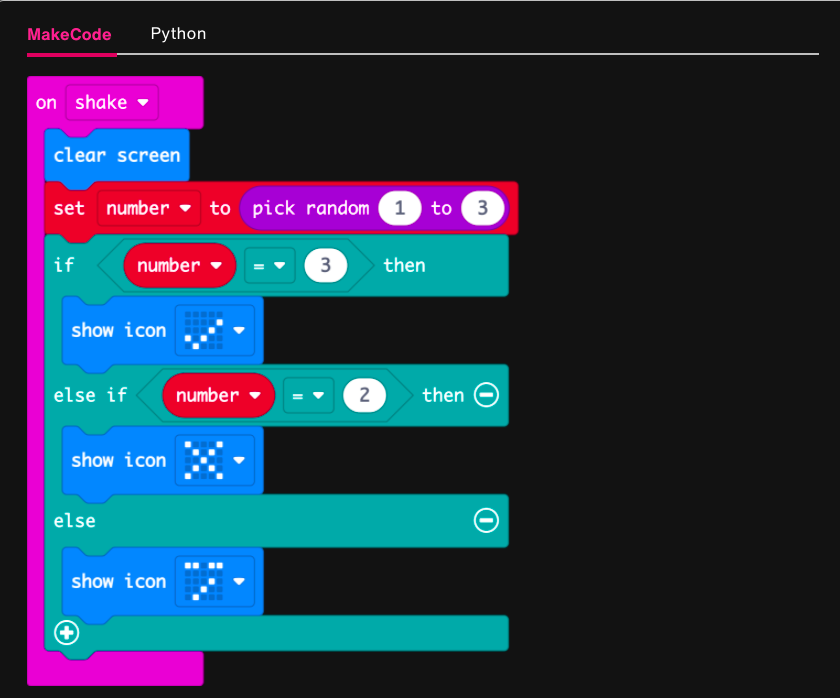 MakeCode Python
on shake
clear screen
set number to pick random 1 to 3
if number = 3 then
show icon
else if number = 2 then
show icon
else
show icon